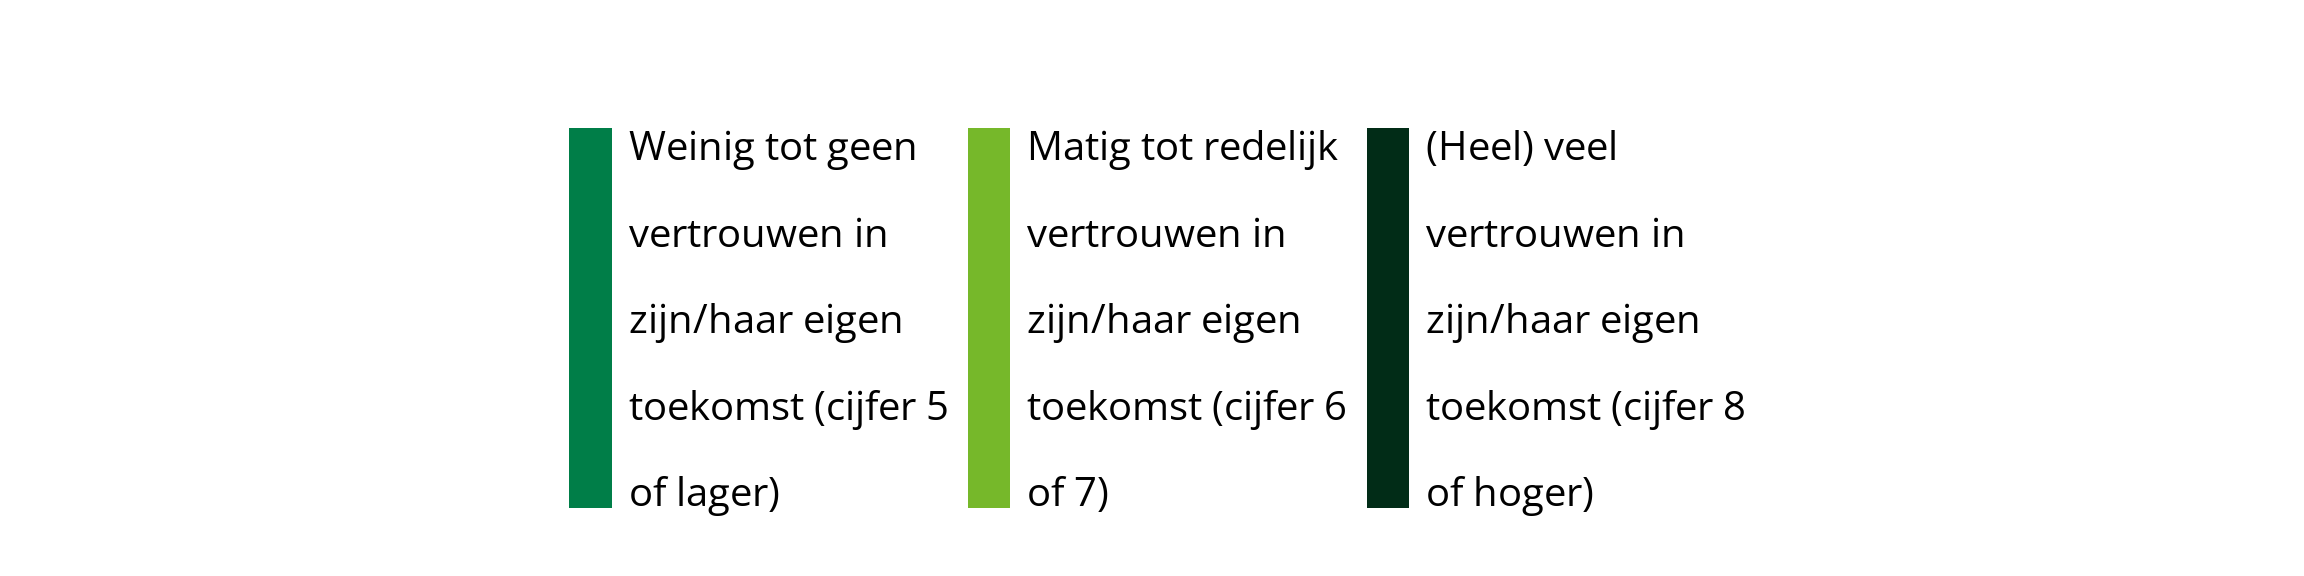 Weinig tot geen
vertrouwen in
zijn/haar eigen
toekomst (cijfer 5
of lager)
Matig tot redelijk
vertrouwen in
zijn/haar eigen
toekomst (cijfer 6
of 7)
(Heel) veel
vertrouwen in
zijn/haar eigen
toekomst (cijfer 8
of hoger)